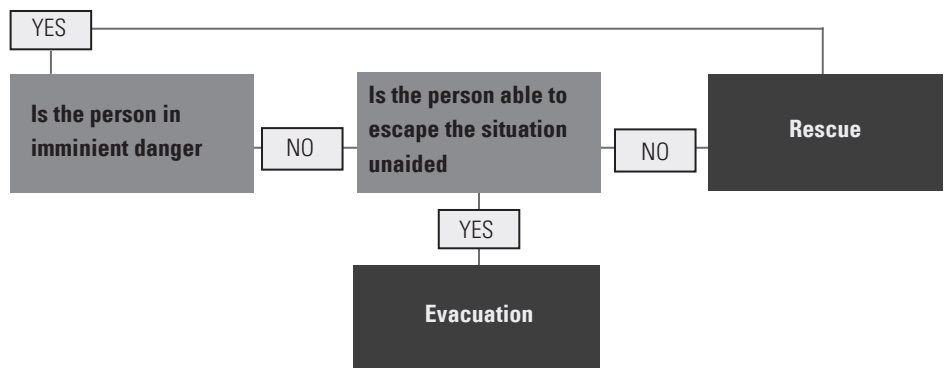 YES
Is the person in
imminient danger
NO
Is the person able to
escape the situation
unaided
NO
Rescue
YES
Evacuation